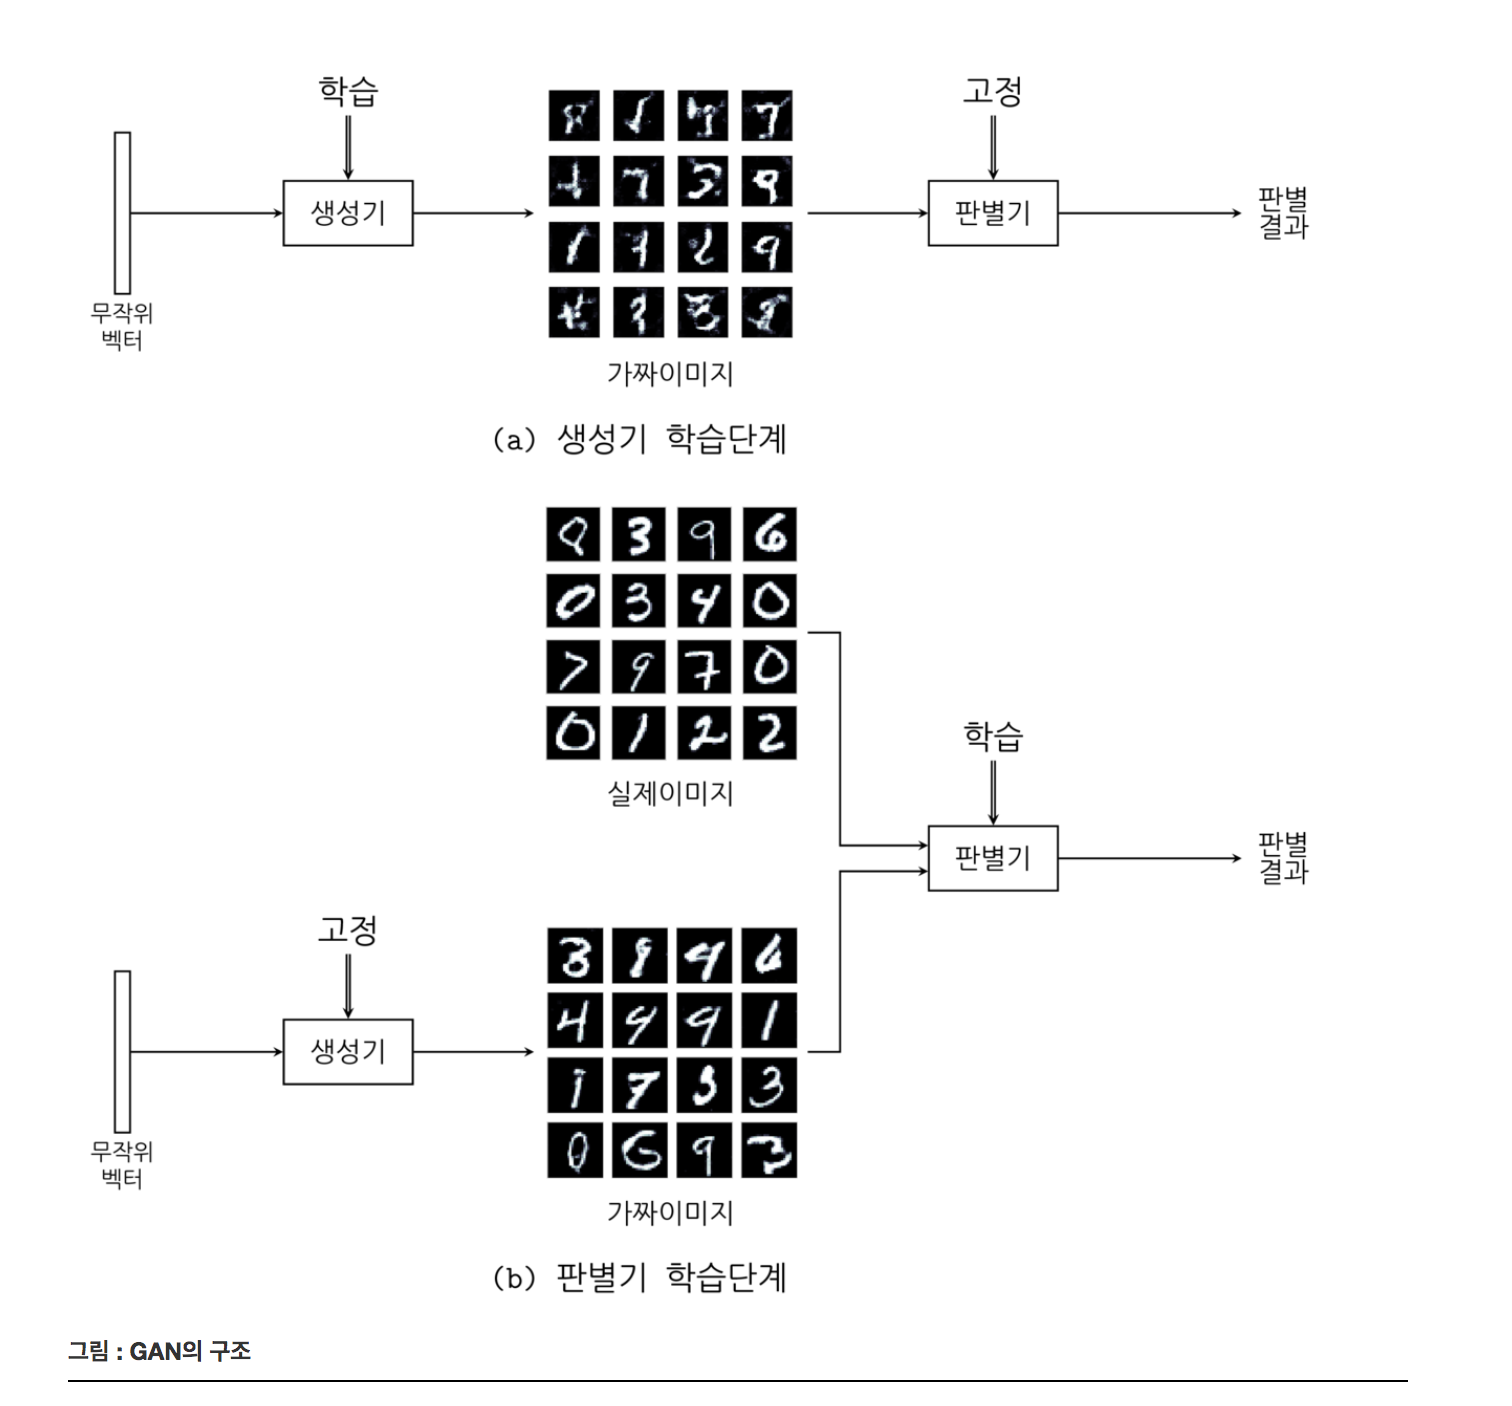 학습
고정
생성기
판별기
판별
결과
무작위
벡터
가짜이미지
(a) 생성기 학습단계
실제이미지
학습
판별기
판별
결과
고정
생성기
무작위
벡터
가짜이미지
(b) 판별기 학습단계
그림 : GAN의 구조